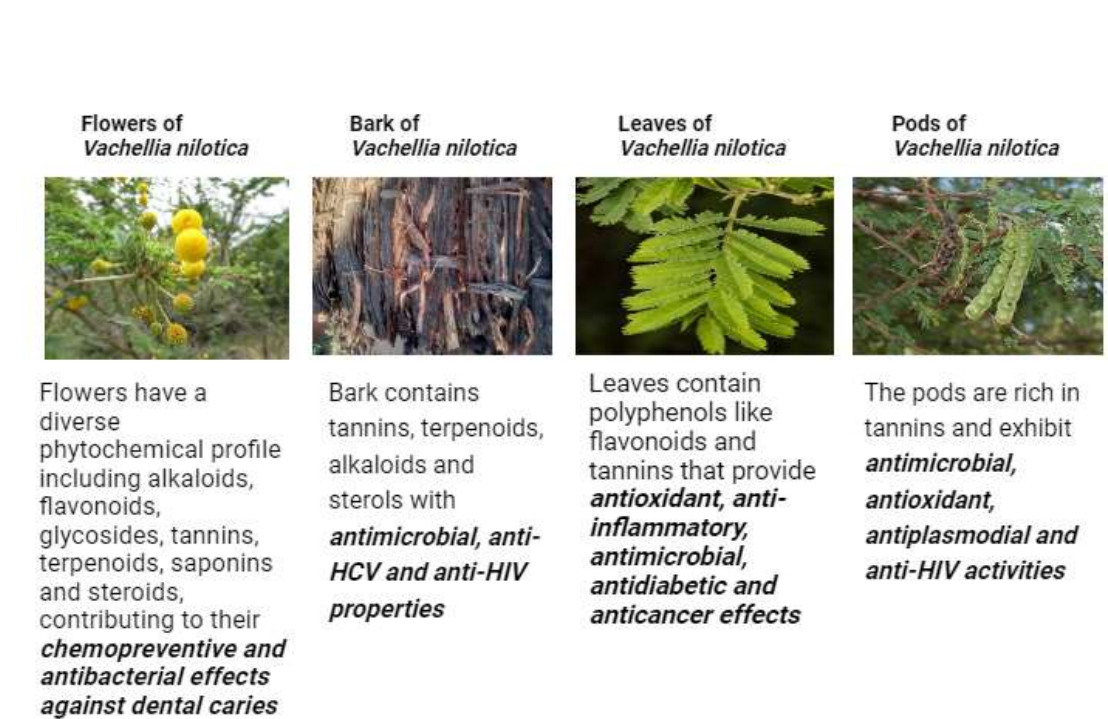 Flowers of
Vachellia nilotica
Flowers have a
diverse
phytochemical profile
including alkaloids,
flavonoids,
glycosides, tannins,
terpenoids, saponins
and steroids,
contributing to their
chemopreventive and
antibacterial effects
against dental caries
Bark of
Vachellia nilotica
Bark contains
tannins, terpenoids,
alkaloids and
sterols with
antimicrobial, anti-
HCV and anti-HIV
properties
Leaves of
Vachellia nilotica
Leaves contain
polyphenols like
flavonoids and
tannins that provide
antioxidant, anti-
inflammatory,
antimicrobial,
antidiabetic and
anticancer effects
Pods of
Vachellia nilotica
The pods are rich in
tannins and exhibit
antimicrobial,
antioxidant,
antiplasmodial and
anti-HIV activities